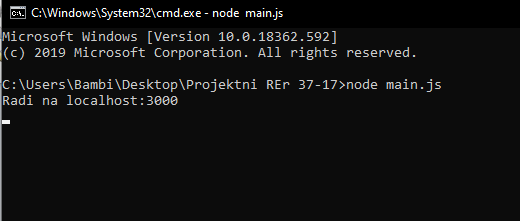 C:\Windows\System32\cmd.exe - node main.js
Microsoft Windows [Version 10.0.18362.592]
(c) 2019 Microsoft Corporation. All rights reserved.
C:\Users\Bambi\Desktop\Projektni REr 37-17>node main.js
Radi na localhost:3000